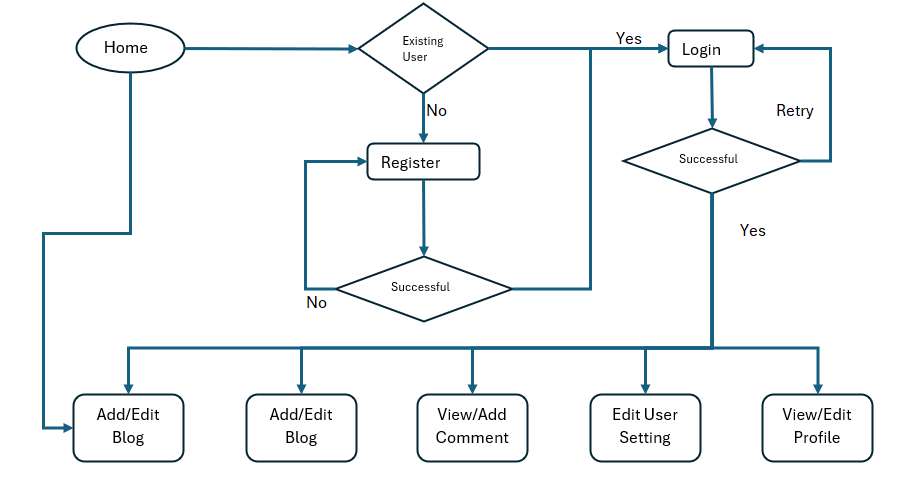 Home
Existing
User
Yes
Login
No
Retry
Register
Successful
Yes
Successful
No
Add/Edit
Blog
Add/Edit
Blog
View/Add
Comment
Edit User
Setting
View/Edit
Profile